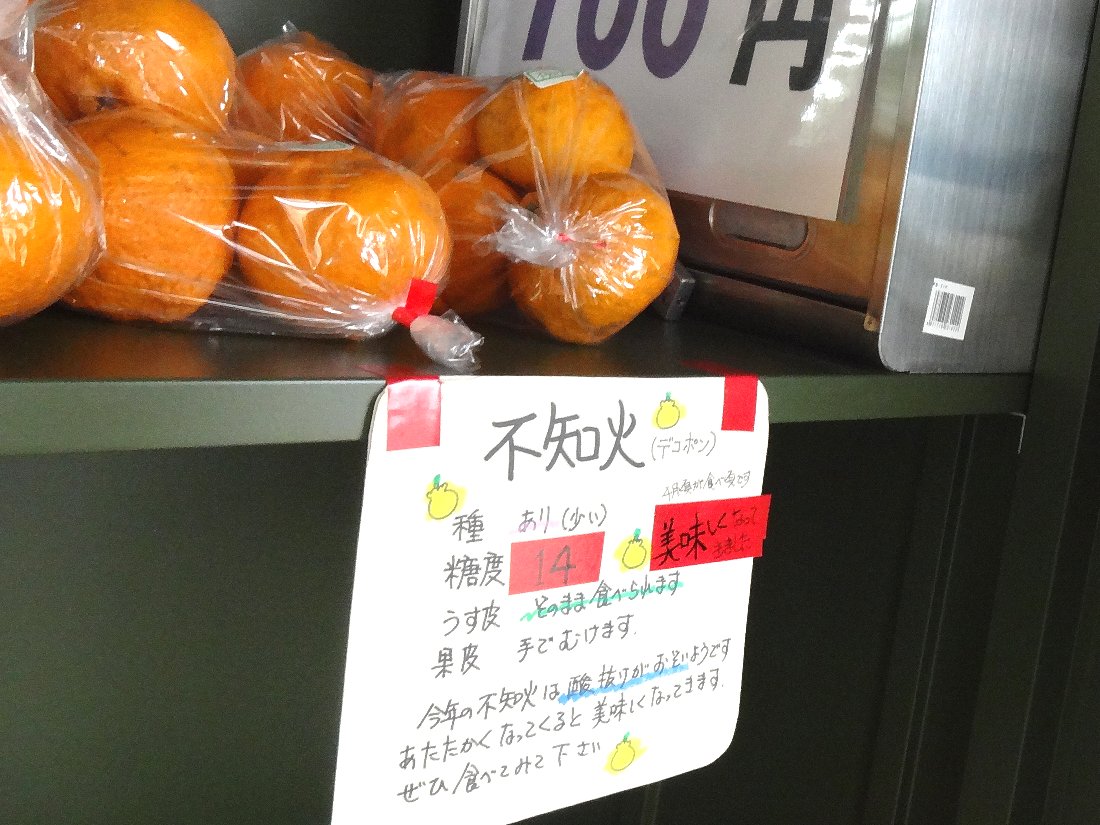 100円
不知火(デコポン)
4月頃が食べ頃です
種 あり(少い)
美味しくなって
きました
糖度 14
うす皮 そのまま食べられます
果皮 手でむけます.
今年の不知火は酸抜けがおそいようです
あたたかくなってくると美味しくなってきます.
ぜひ食べてみて下さい